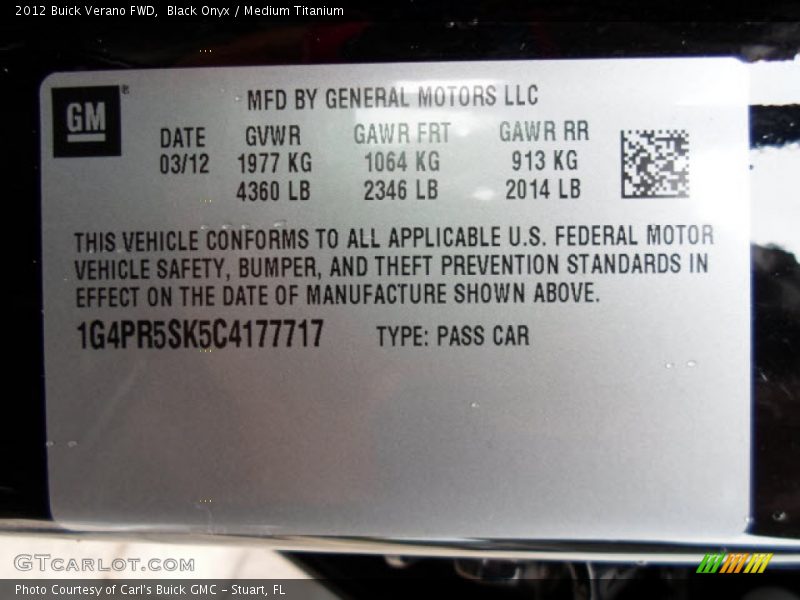 2012 Buick Verano FWD,  Black Onyx / Medium Titanium
GM ®
MFD BY GENERAL MOTORS LLC
DATE GVWR GAWR FRT GAWR RR
03/12 1977 KG 1064 KG 913 KG
4360 LB 2346 LB 2014 LB
THIS VEHICLE CONFORMS TO ALL APPLICABLE U.S. FEDERAL MOTOR
VEHICLE SAFETY, BUMPER, AND THEFT PREVENTION STANDARDS IN
EFFECT ON THE DATE OF MANUFACTURE SHOWN ABOVE.
1G4PR5SK5C4177717 TYPE: PASS CAR
GTCARLOT.COM
Photo Courtesy of Carl's Buick GMC - Stuart, FL